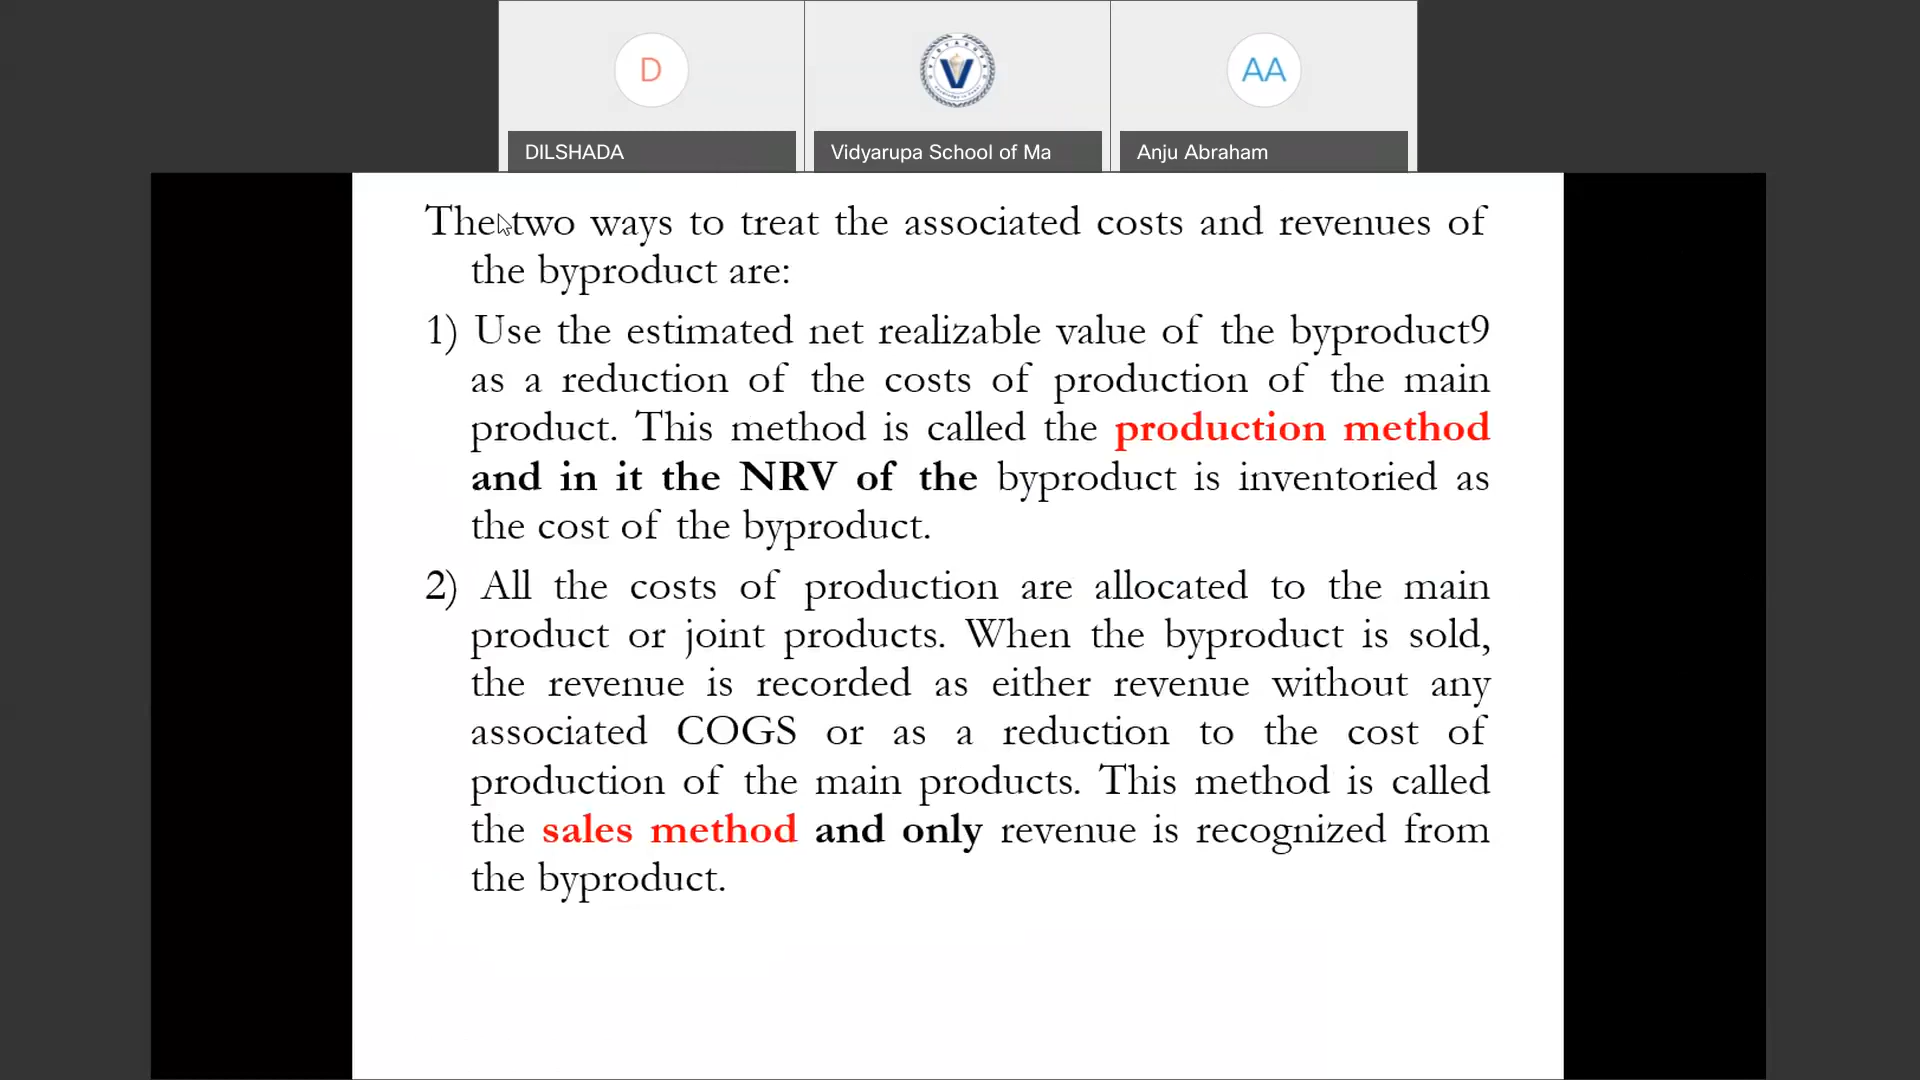 D
V
AA
DILSHADA
Vidyarupa School of Ma
Anju Abraham
The two ways to treat the associated costs and revenues of
the byproduct are:
1) Use the estimated net realizable value of the byproduct9
as a reduction of the costs of production of the main
product. This method is called the production method
and in it the NRV of the byproduct is inventoried as
the cost of the byproduct.
2) All the costs of production are allocated to the main
product or joint products. When the byproduct is sold,
the revenue is recorded as either revenue without any
associated COGS or as a reduction to the cost of
production of the main products. This method is called
the sales method and only revenue is recognized from
the byproduct.